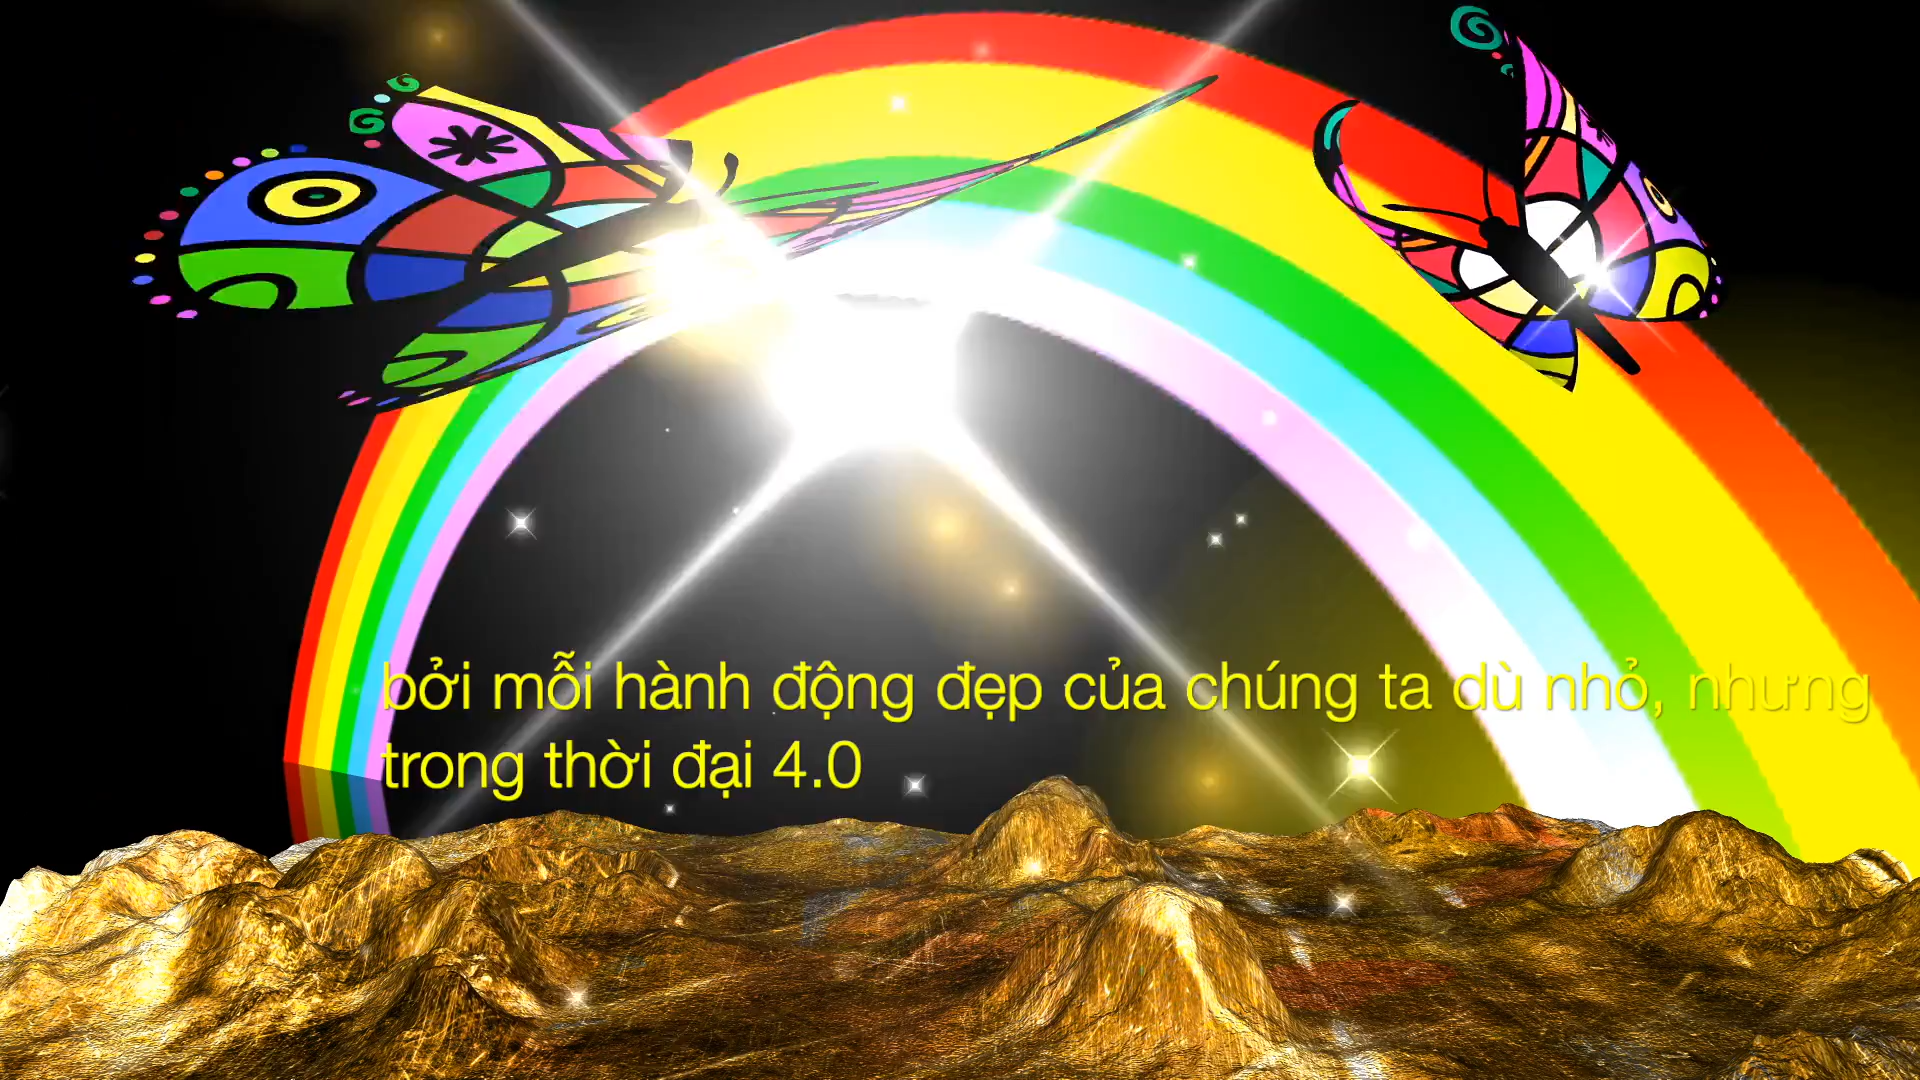 bởi mỗi hành động đẹp của chúng ta dù nhỏ, nhưng
trong thời đại 4.0